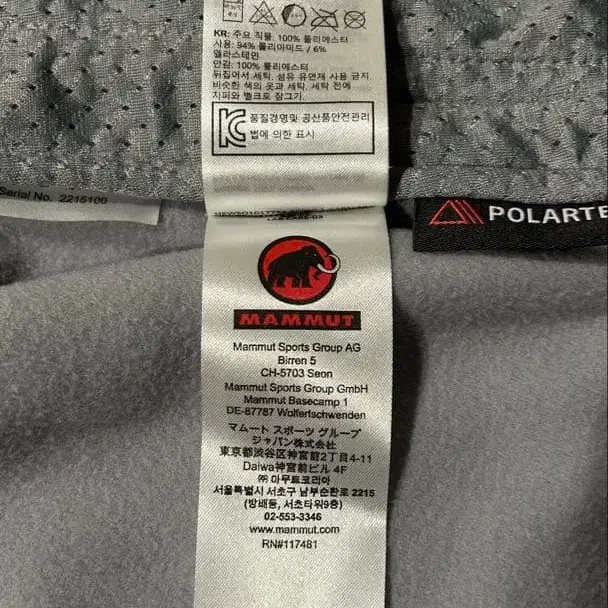 KR: 주요 직물: 100% 폴리에스터
사용: 94% 폴리아미드 / 6%
엘라스테인
안감: 100% 폴리에스터
뒤집어서 세탁. 섬유 유연제 사용 금지.
비슷한 색의 옷과 세탁. 세탁 전에
지퍼와 벨크로 잠그기.
품질경영및 공산품안전관리
법에 의한 표시
Serial No. 2215100
POLARTE
MAMMUT
Mammut Sports Group AG
Birren 5
CH-5703 Seon
Mammut Sports Group GmbH
Mammut Basecamp 1
DE-87787 Wolfertschwenden
マムート スポーツ グループ
ジャパン株式会社
東京都渋谷区神宮前2丁目4-11
Daiwa神宮前ビル 4F
㈜ 마무트코리아
서울특별시 서초구 남부순환로 2215
(방배동, 서초타워9층)
02-553-3346
www.mammut.com
RN#117481